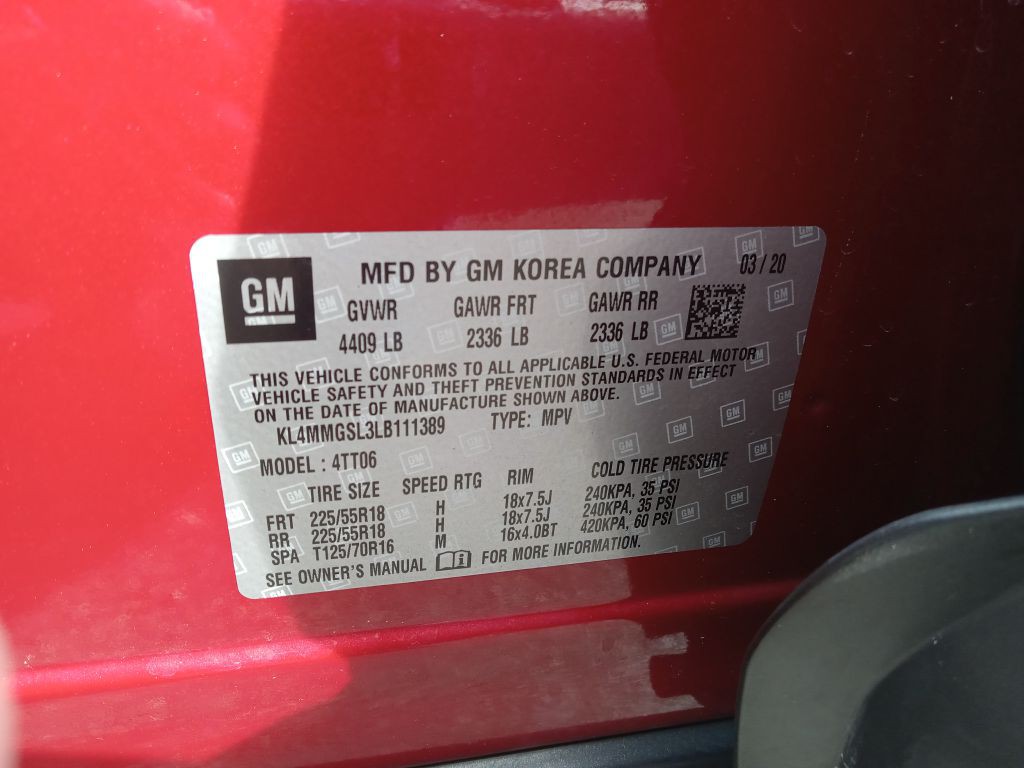 GM
MFD BY GM KOREA COMPANY 03 / 20
GVWR GAWR FRT GAWR RR
4409 LB 2336 LB 2336 LB
THIS VEHICLE CONFORMS TO ALL APPLICABLE U.S. FEDERAL MOTOR
VEHICLE SAFETY AND THEFT PREVENTION STANDARDS IN EFFECT
ON THE DATE OF MANUFACTURE SHOWN ABOVE.
KL4MMGSL3LB111389 TYPE: MPV
MODEL : 4TT06
TIRE SIZE SPEED RTG RIM COLD TIRE PRESSURE
FRT 225/55R18 H 18x7.5J 240KPA, 35 PSI
RR 225/55R18 H 18x7.5J 240KPA, 35 PSI
SPA T125/70R16 M 16x4.0BT 420KPA, 60 PSI
SEE OWNER'S MANUAL FOR MORE INFORMATION.